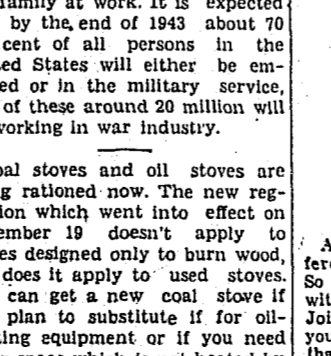 family at work. It is expected
by the end of 1943 about 70
cent of all persons in the
ed States will either be em-
ed or in the military service,
of these around 20 million will
working in war industry.
oal stoves and oil stoves are
g rationed now. The new reg-
ion which went into effect on
ember 19 doesn't apply to
es designed only to burn wood,
does it apply to used stoves.
can get a new coal stove if
plan to substitute if for oil-
ing equipment or if you need
A
fere
So
wit
Joi
you